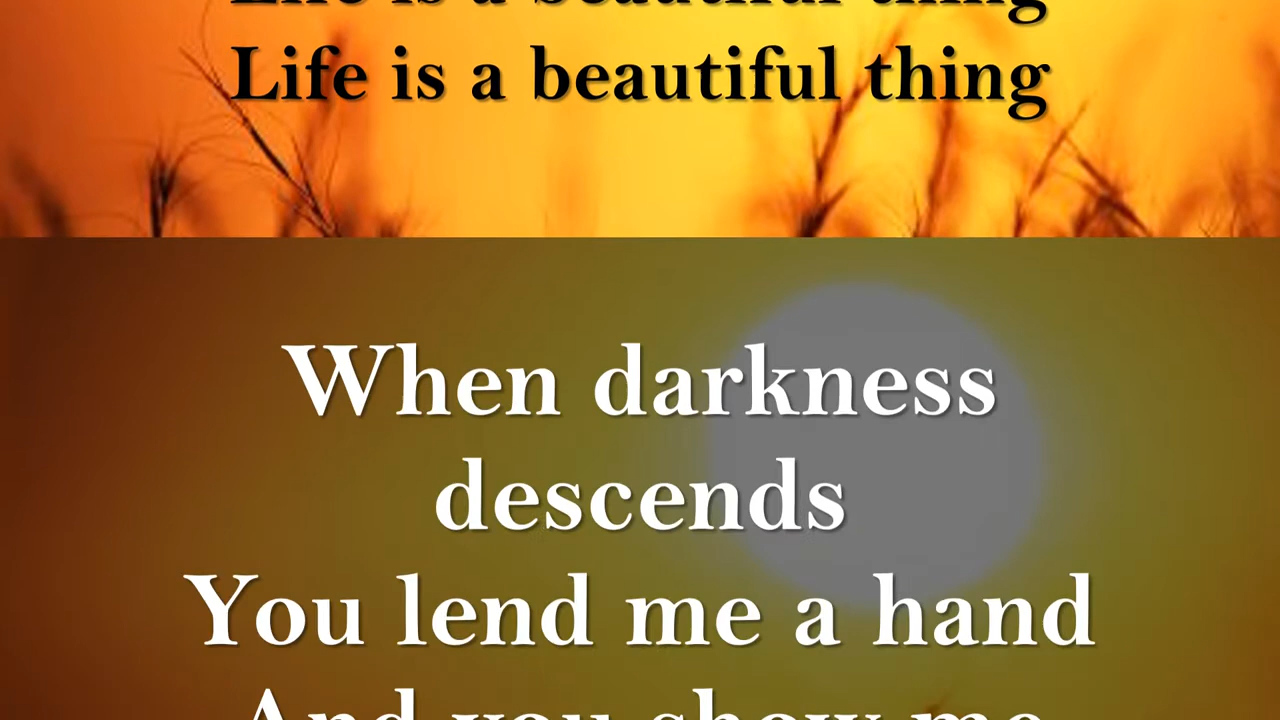 Life is a beautiful thing
Life is a beautiful thing
When darkness
descends
You lend me a hand
And you show me